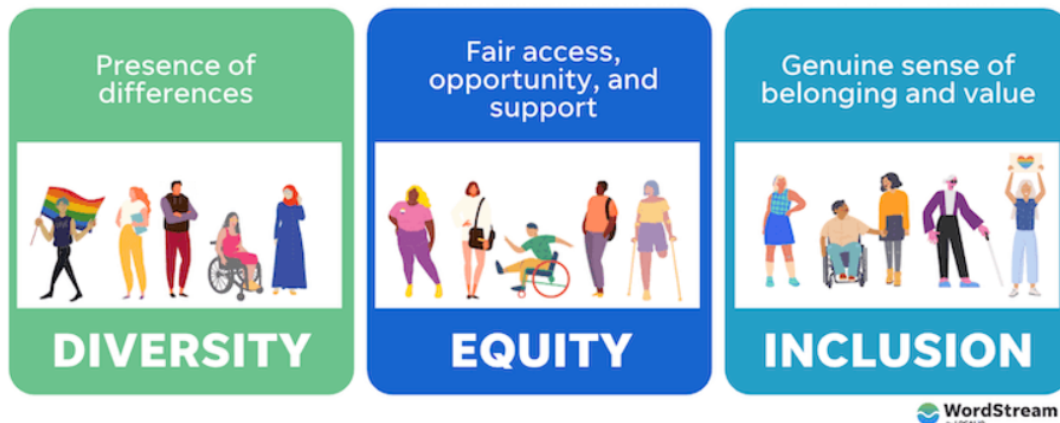 Presence of
differences
DIVERSITY
Fair access,
opportunity, and
support
EQUITY
Genuine sense of
belonging and value
INCLUSION
WordStream